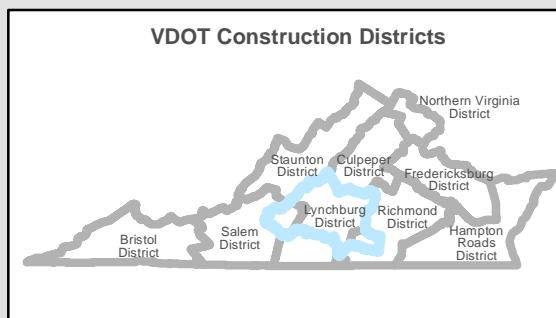 VDOT Construction Districts
Northern Virginia
District
Staunton
District
Culpeper
District
Fredericksburg
District
Lynchburg
District
Richmond
District
Hampton
Roads
District
Salem
District
Bristol
District